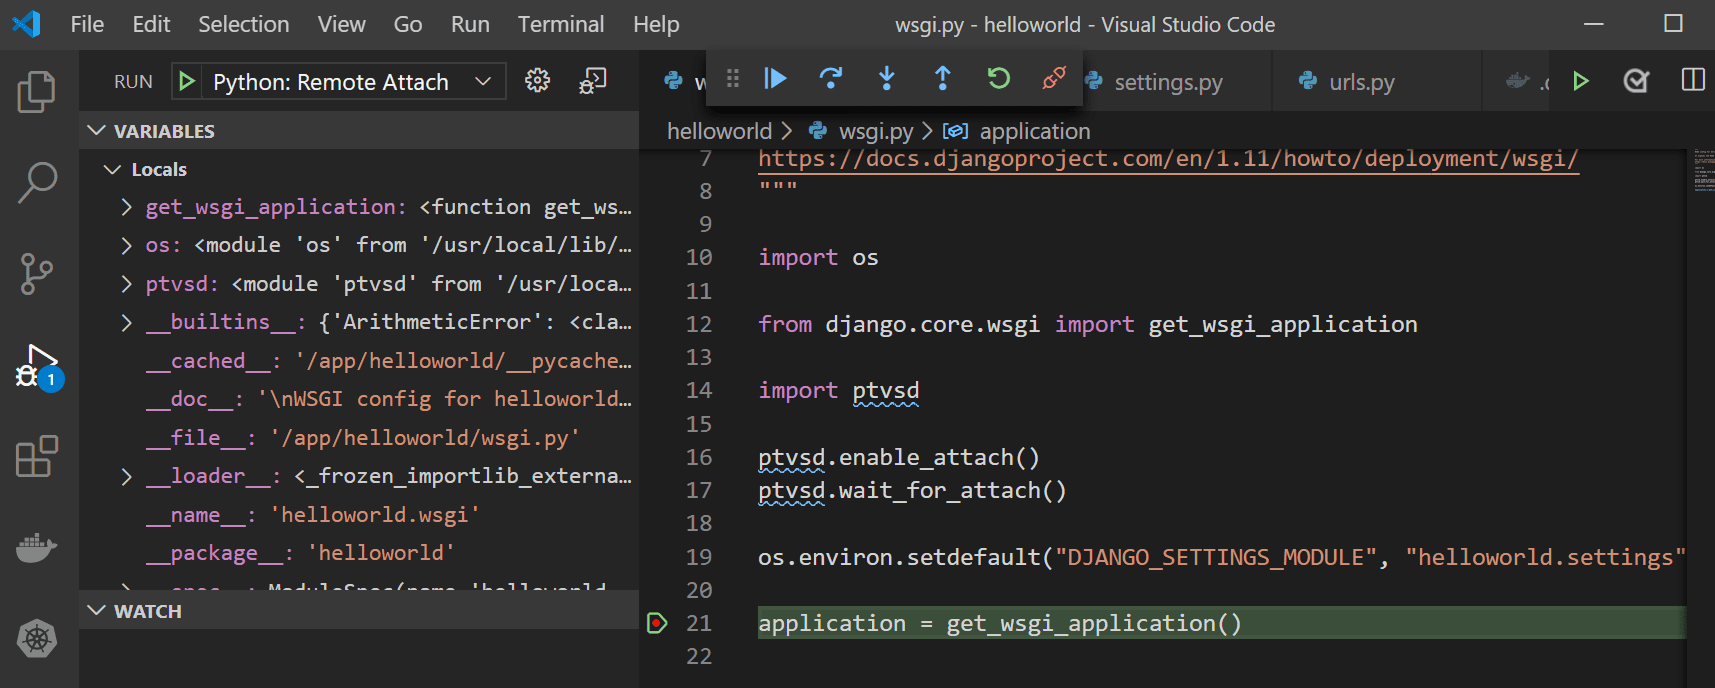 File Edit Selection View Go Run Terminal Help wsgi.py - helloworld - Visual Studio Code
RUN Python: Remote Attach
w settings.py urls.py
VARIABLES
Locals
get_wsgi_application: <function get_ws...
os: <module 'os' from '/usr/local/lib/...
ptvsd: <module 'ptvsd' from '/usr/loca...
__builtins__: {'ArithmeticError': <cla...
__cached__: '/app/helloworld/__pycache...
__doc__: '\nWSGI config for helloworld...
__file__: '/app/helloworld/wsgi.py'
__loader__: <_frozen_importlib_externa...
__name__: 'helloworld.wsgi'
__package__: 'helloworld'
WATCH
1
helloworld > wsgi.py > application
7 https://docs.djangoproject.com/en/1.11/howto/deployment/wsgi/
8 """
9
10 import os
11
12 from django.core.wsgi import get_wsgi_application
13
14 import ptvsd
15
16 ptvsd.enable_attach()
17 ptvsd.wait_for_attach()
18
19 os.environ.setdefault("DJANGO_SETTINGS_MODULE", "helloworld.settings"
20
21 application = get_wsgi_application()
22